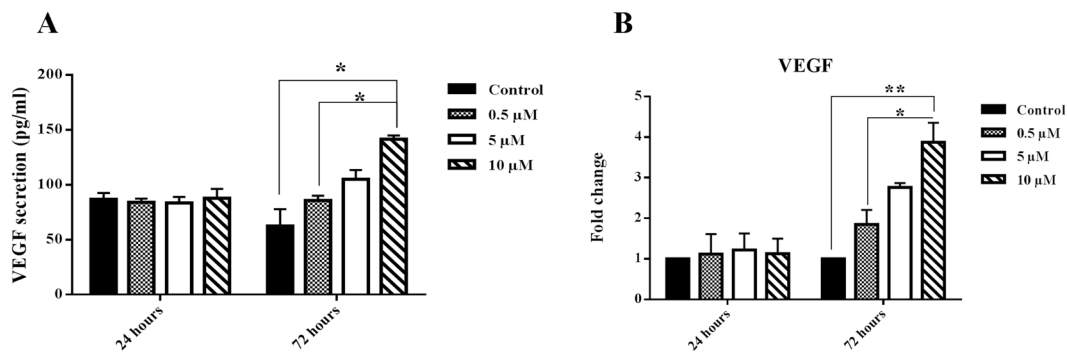 A
VEGF secretion (pg/ml)
200
150
100
50
0
24 hours
72 hours
*
*
Control
0.5 µM
5 µM
10 µM
B
VEGF
Fold change
5
4
3
2
1
0
24 hours
72 hours
**
*
Control
0.5 µM
5 µM
10 µM